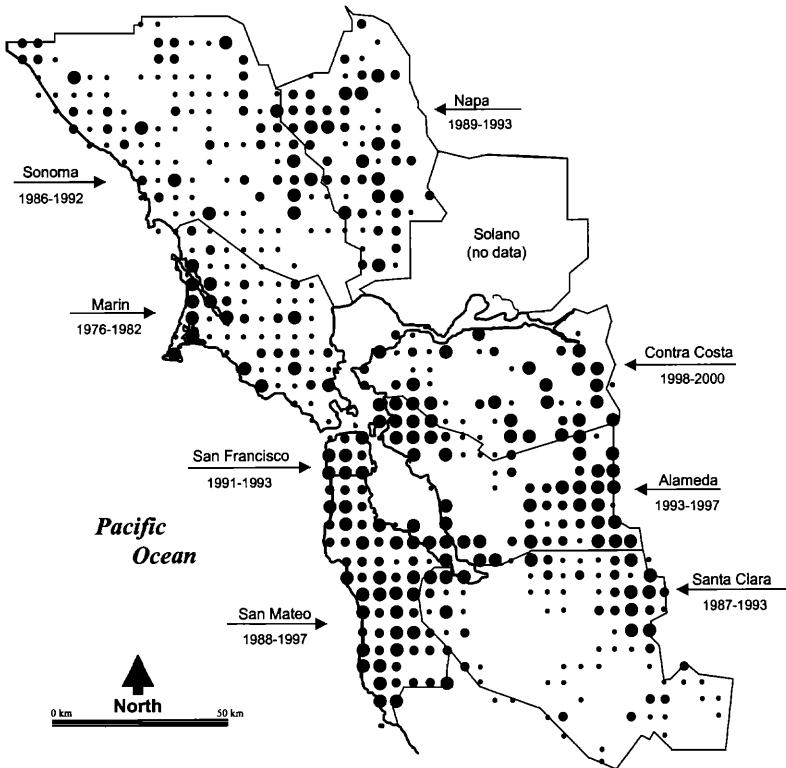 Napa
1989-1993
Sonoma
1986-1992
Solano
(no data)
Marin
1976-1982
Contra Costa
1998-2000
San Francisco
1991-1993
Alameda
1993-1997
Pacific
Ocean
Santa Clara
1987-1993
San Mateo
1988-1997
North
0 km 50 km